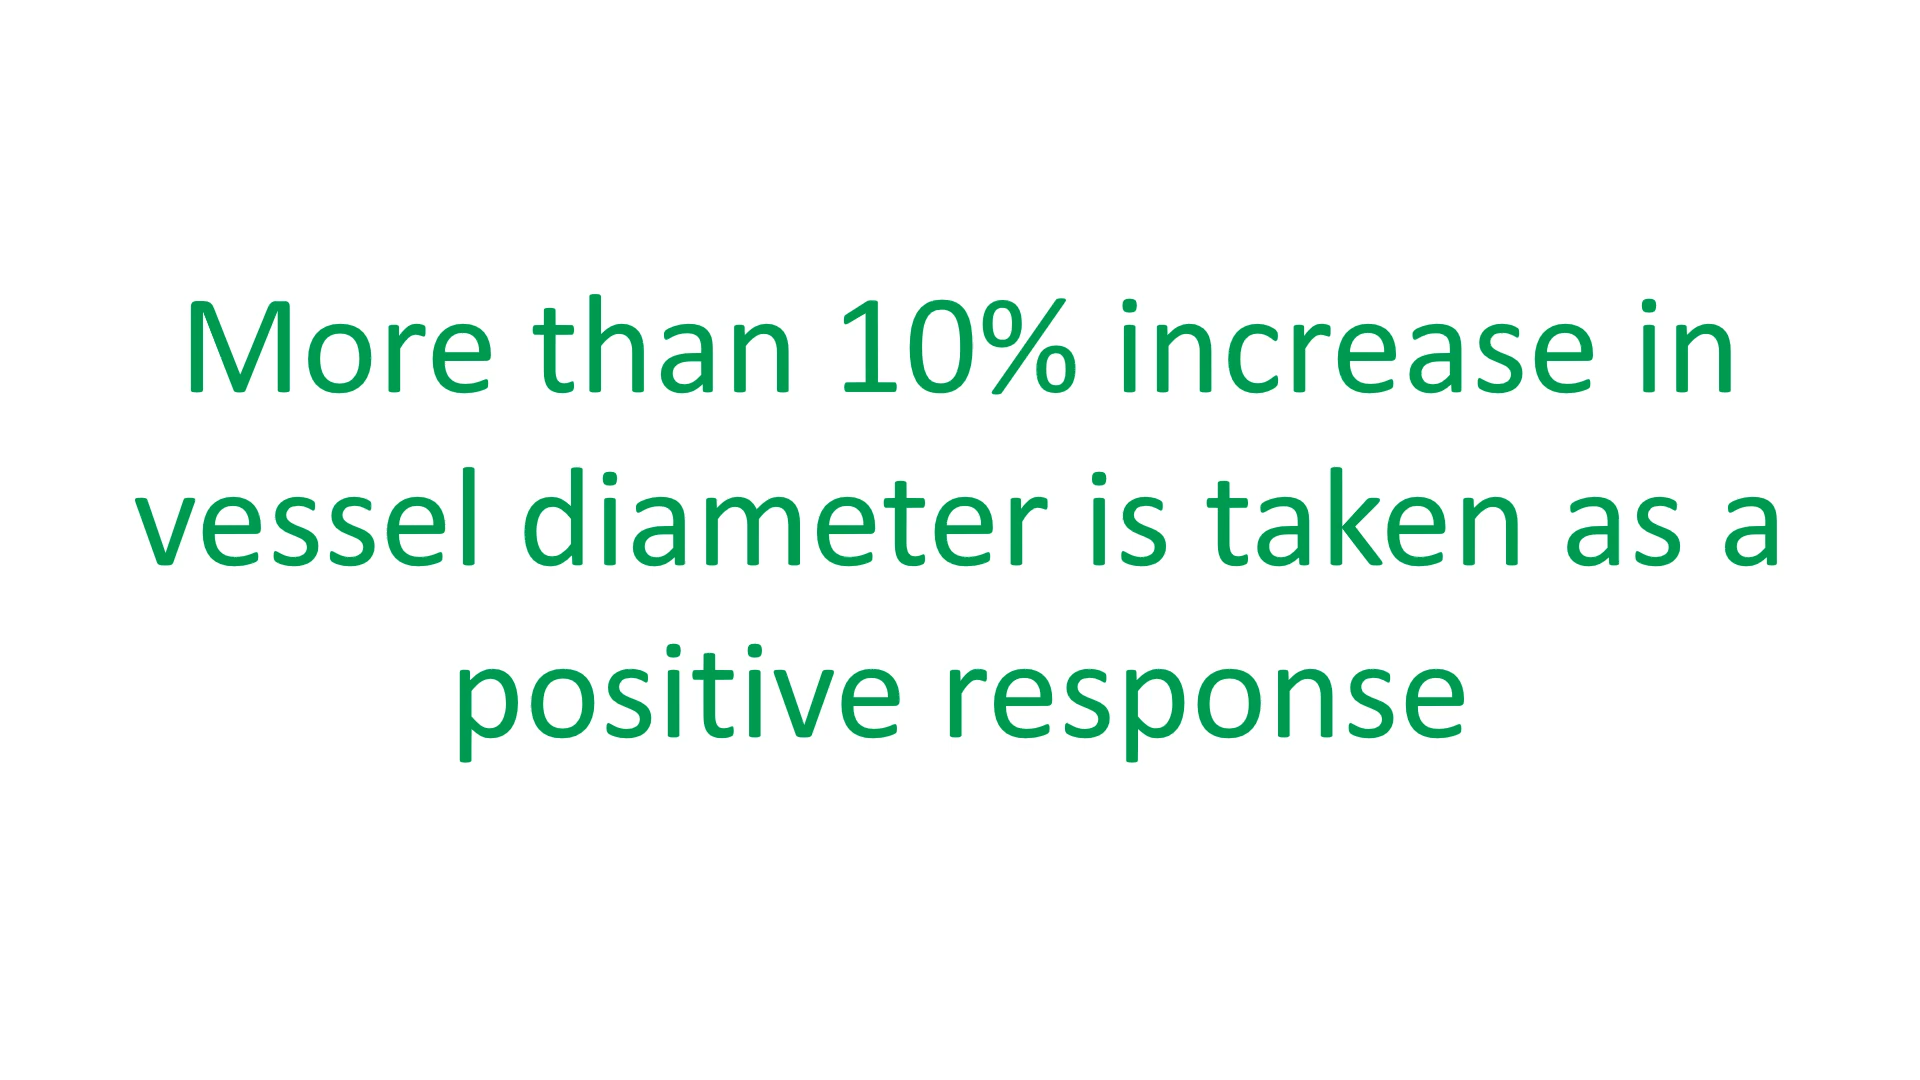 More than 10% increase in
vessel diameter is taken as a
positive response